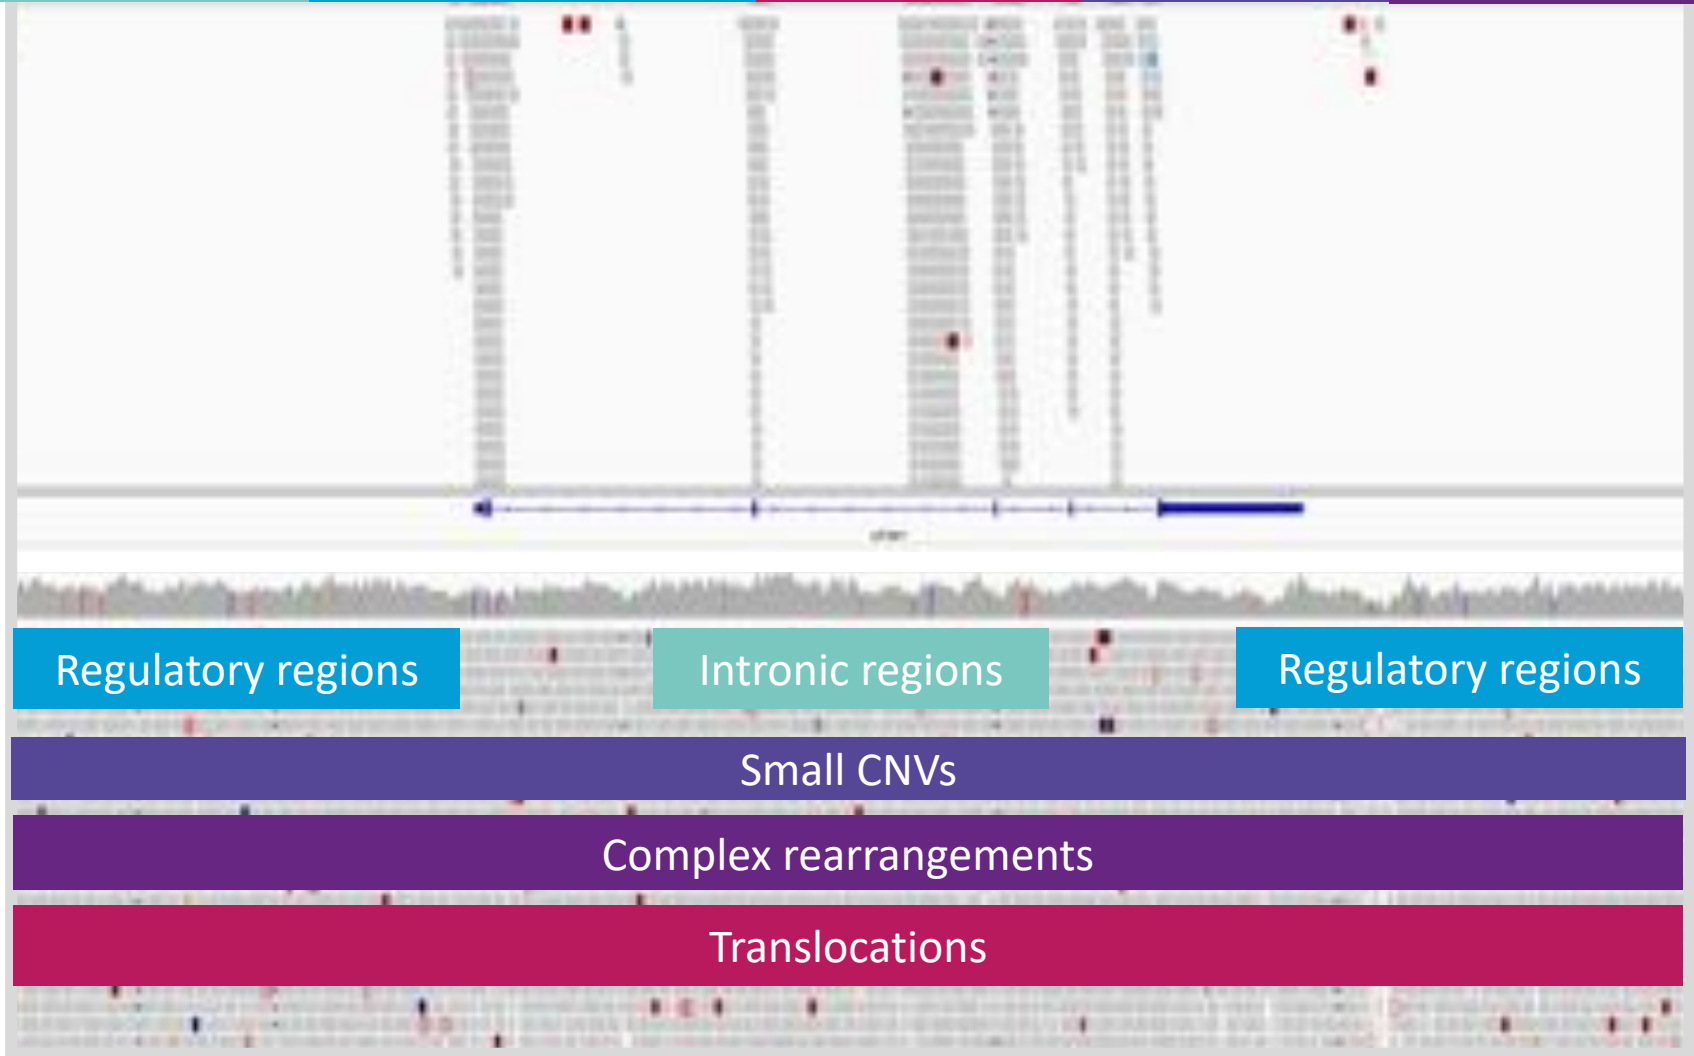 Regulatory regions
Intronic regions
Regulatory regions
Small CNVs
Complex rearrangements
Translocations